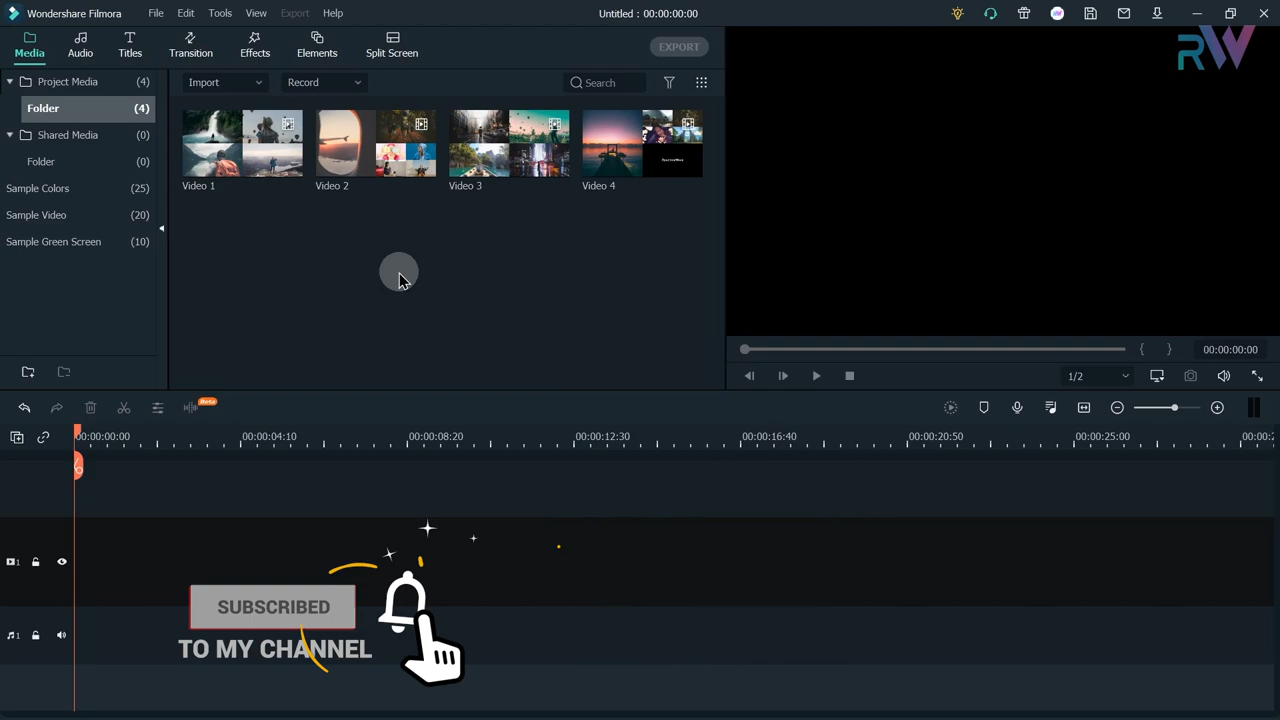 Wondershare Filmora
File Edit Tools View Export Help
Untitled : 00:00:00:00
Media Audio Titles Transition Effects Elements Split Screen
EXPORT
RW
Project Media (4)
Folder (4)
Shared Media (0)
Folder (0)
Sample Colors (25)
Sample Video (20)
Sample Green Screen (10)
Import Record Search
Video 1 Video 2 Video 3 Video 4
{ } 00:00:00:00
1/2
Beta
00:00:00:00 00:00:04:10 00:00:08:20 00:00:12:30 00:00:16:40 00:00:20:50 00:00:25:00 00:00:2
1
SUBSCRIBED
1
TO MY CHANNEL